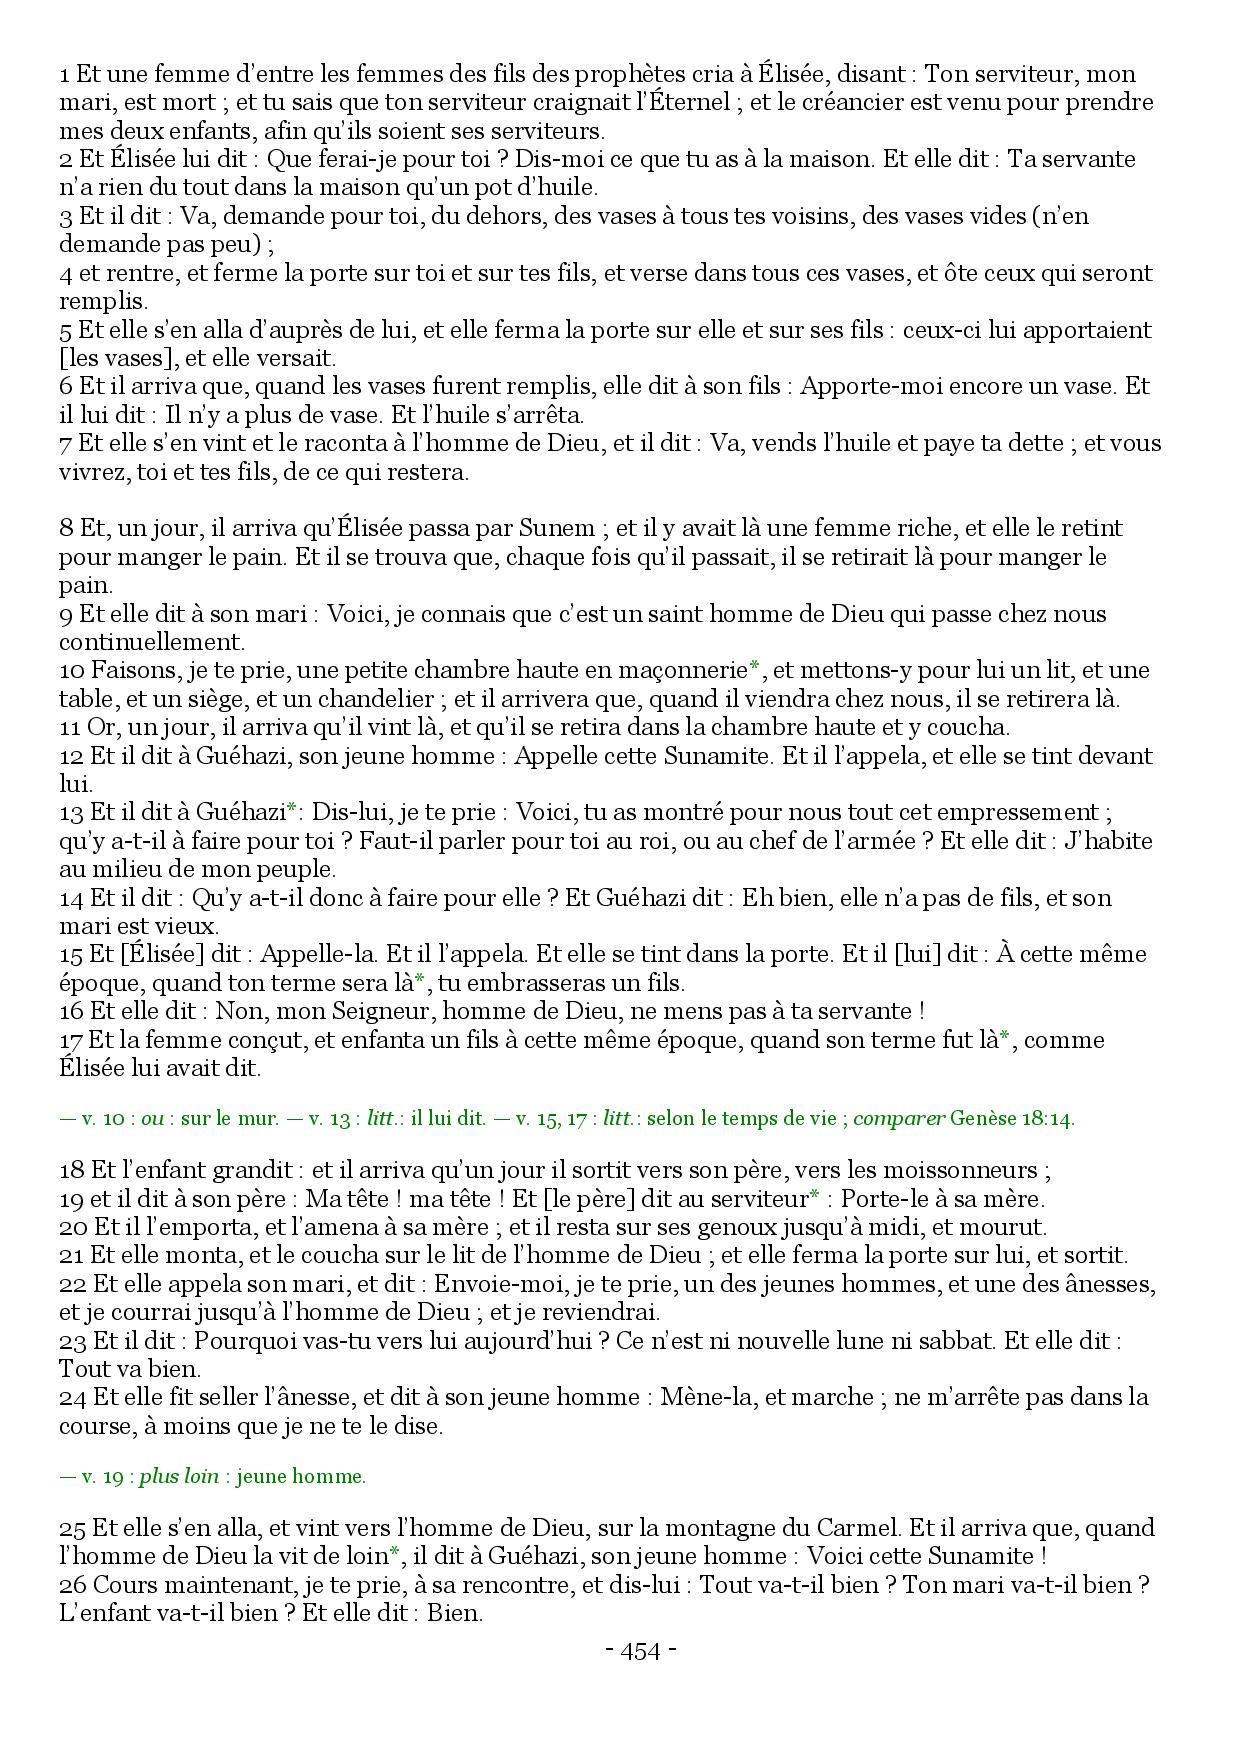 1 Et une femme d’entre les femmes des fils des prophètes cria à Élisée, disant : Ton serviteur, mon
mari, est mort ; et tu sais que ton serviteur craignait l’Éternel ; et le créancier est venu pour prendre
mes deux enfants, afin qu’ils soient ses serviteurs.
2 Et Élisée lui dit : Que ferai-je pour toi ? Dis-moi ce que tu as à la maison. Et elle dit : Ta servante
n’a rien du tout dans la maison qu’un pot d’huile.
3 Et il dit : Va, demande pour toi, du dehors, des vases à tous tes voisins, des vases vides (n’en
demande pas peu) ;
4 et rentre, et ferme la porte sur toi et sur tes fils, et verse dans tous ces vases, et ôte ceux qui seront
remplis.
5 Et elle s’en alla d’auprès de lui, et elle ferma la porte sur elle et sur ses fils : ceux-ci lui apportaient
[les vases], et elle versait.
6 Et il arriva que, quand les vases furent remplis, elle dit à son fils : Apporte-moi encore un vase. Et
il lui dit : Il n’y a plus de vase. Et l’huile s’arrêta.
7 Et elle s’en vint et le raconta à l’homme de Dieu, et il dit : Va, vends l’huile et paye ta dette ; et vous
vivrez, toi et tes fils, de ce qui restera.
8 Et, un jour, il arriva qu’Élisée passa par Sunem ; et il y avait là une femme riche, et elle le retint
pour manger le pain. Et il se trouva que, chaque fois qu’il passait, il se retirait là pour manger le
pain.
9 Et elle dit à son mari : Voici, je connais que c’est un saint homme de Dieu qui passe chez nous
continuellement.
10 Faisons, je te prie, une petite chambre haute en maçonnerie*, et mettons-y pour lui un lit, et une
table, et un siège, et un chandelier ; et il arrivera que, quand il viendra chez nous, il se retirera là.
11 Or, un jour, il arriva qu’il vint là, et qu’il se retira dans la chambre haute et y coucha.
12 Et il dit à Guéhazi, son jeune homme : Appelle cette Sunamite. Et il l’appela, et elle se tint devant
lui.
13 Et il dit à Guéhazi*: Dis-lui, je te prie : Voici, tu as montré pour nous tout cet empressement ;
qu’y a-t-il à faire pour toi ? Faut-il parler pour toi au roi, ou au chef de l’armée ? Et elle dit : J’habite
au milieu de mon peuple.
14 Et il dit : Qu’y a-t-il donc à faire pour elle ? Et Guéhazi dit : Eh bien, elle n’a pas de fils, et son
mari est vieux.
15 Et [Élisée] dit : Appelle-la. Et il l’appela. Et elle se tint dans la porte. Et il [lui] dit : À cette même
époque, quand ton terme sera là*, tu embrasseras un fils.
16 Et elle dit : Non, mon Seigneur, homme de Dieu, ne mens pas à ta servante !
17 Et la femme conçut, et enfanta un fils à cette même époque, quand son terme fut là*, comme
Élisée lui avait dit.
— v. 10 : ou : sur le mur. — v. 13 : litt.: il lui dit. — v. 15, 17 : litt.: selon le temps de vie ; comparer Genèse 18:14.
18 Et l’enfant grandit : et il arriva qu’un jour il sortit vers son père, vers les moissonneurs ;
19 et il dit à son père : Ma tête ! ma tête ! Et [le père] dit au serviteur* : Porte-le à sa mère.
20 Et il l’emporta, et l’amena à sa mère ; et il resta sur ses genoux jusqu’à midi, et mourut.
21 Et elle monta, et le coucha sur le lit de l’homme de Dieu ; et elle ferma la porte sur lui, et sortit.
22 Et elle appela son mari, et dit : Envoie-moi, je te prie, un des jeunes hommes, et une des ânesses,
et je courrai jusqu’à l’homme de Dieu ; et je reviendrai.
23 Et il dit : Pourquoi vas-tu vers lui aujourd’hui ? Ce n’est ni nouvelle lune ni sabbat. Et elle dit :
Tout va bien.
24 Et elle fit seller l’ânesse, et dit à son jeune homme : Mène-la, et marche ; ne m’arrête pas dans la
course, à moins que je ne te le dise.
— v. 19 : plus loin : jeune homme.
25 Et elle s’en alla, et vint vers l’homme de Dieu, sur la montagne du Carmel. Et il arriva que, quand
l’homme de Dieu la vit de loin*, il dit à Guéhazi, son jeune homme : Voici cette Sunamite !
26 Cours maintenant, je te prie, à sa rencontre, et dis-lui : Tout va-t-il bien ? Ton mari va-t-il bien ?
L’enfant va-t-il bien ? Et elle dit : Bien.
- 454 -